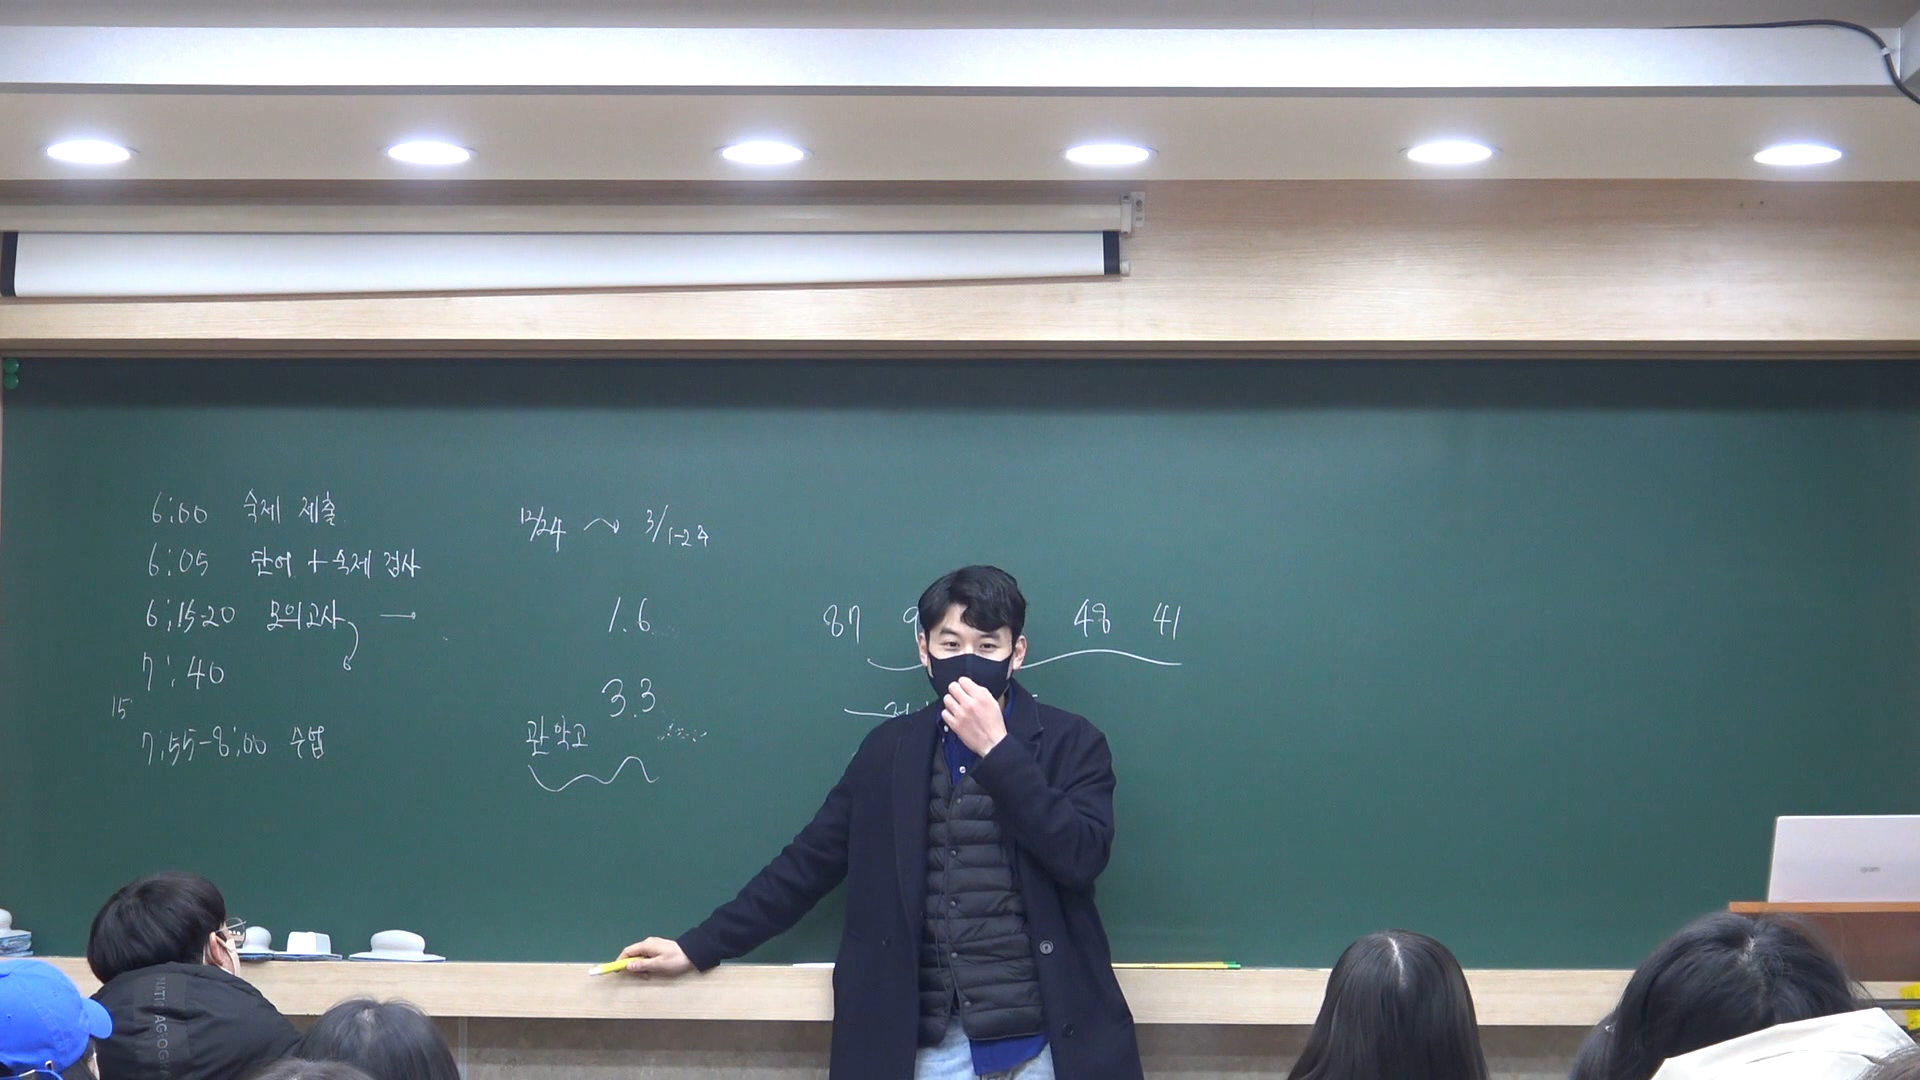 6:00 숙제 제출
6:05 단어 + 숙제 검사
6:15-20 모의고사 →
7:40
15
7:55-8:00 수업
12/24 → 3/1-2주
1.6
3.3
관악고
87 9
48 41
gram